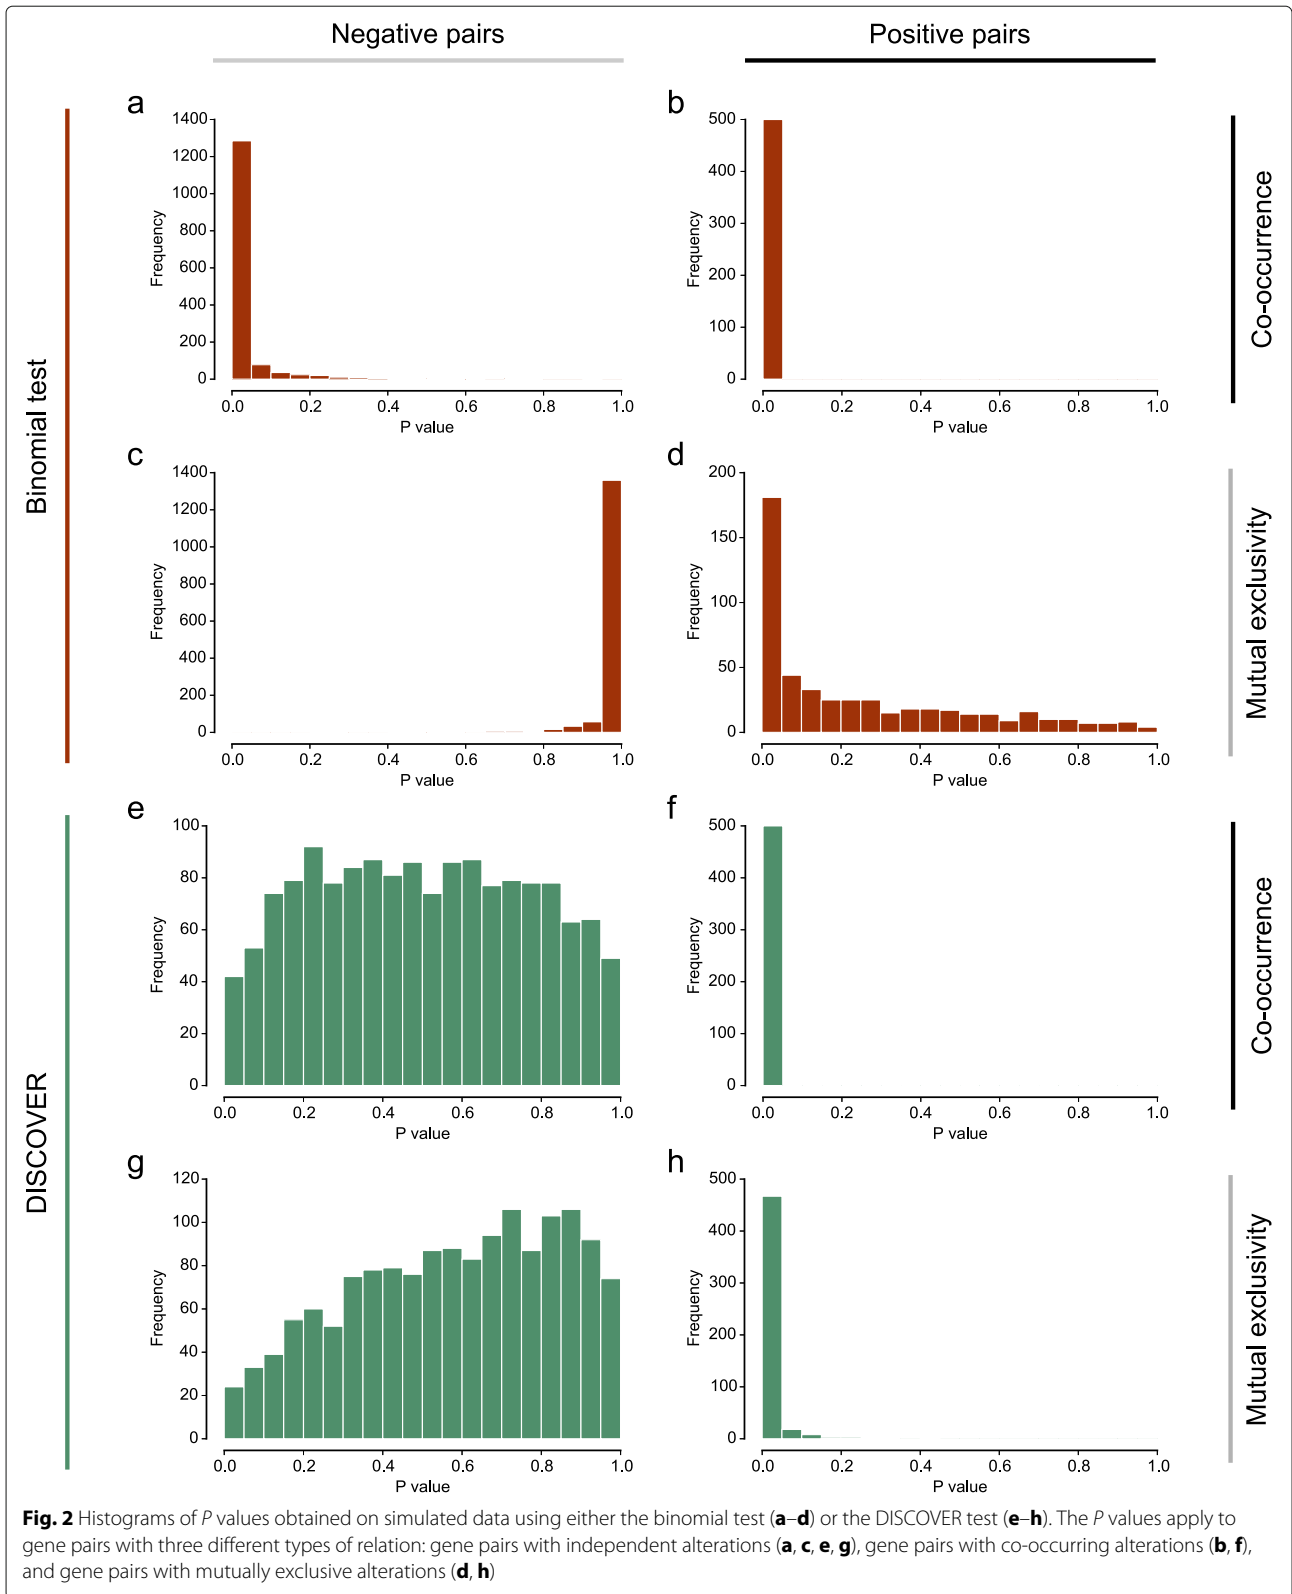 Negative pairs
Positive pairs
Binomial test
DISCOVER
Co-occurrence
Mutual exclusivity
Co-occurrence
Mutual exclusivity
a
1400
1200
1000
800
600
400
200
0
Frequency
0.0 0.2 0.4 0.6 0.8 1.0
P value
b
500
400
300
200
100
0
Frequency
0.0 0.2 0.4 0.6 0.8 1.0
P value
c
1400
1200
1000
800
600
400
200
0
Frequency
0.0 0.2 0.4 0.6 0.8 1.0
P value
d
200
150
100
50
0
Frequency
0.0 0.2 0.4 0.6 0.8 1.0
P value
e
100
80
60
40
20
0
Frequency
0.0 0.2 0.4 0.6 0.8 1.0
P value
f
500
400
300
200
100
0
Frequency
0.0 0.2 0.4 0.6 0.8 1.0
P value
g
120
100
80
60
40
20
0
Frequency
0.0 0.2 0.4 0.6 0.8 1.0
P value
h
500
400
300
200
100
0
Frequency
0.0 0.2 0.4 0.6 0.8 1.0
P value
Fig. 2 Histograms of P values obtained on simulated data using either the binomial test (a–d) or the DISCOVER test (e–h). The P values apply to
gene pairs with three different types of relation: gene pairs with independent alterations (a, c, e, g), gene pairs with co-occurring alterations (b, f),
and gene pairs with mutually exclusive alterations (d, h)